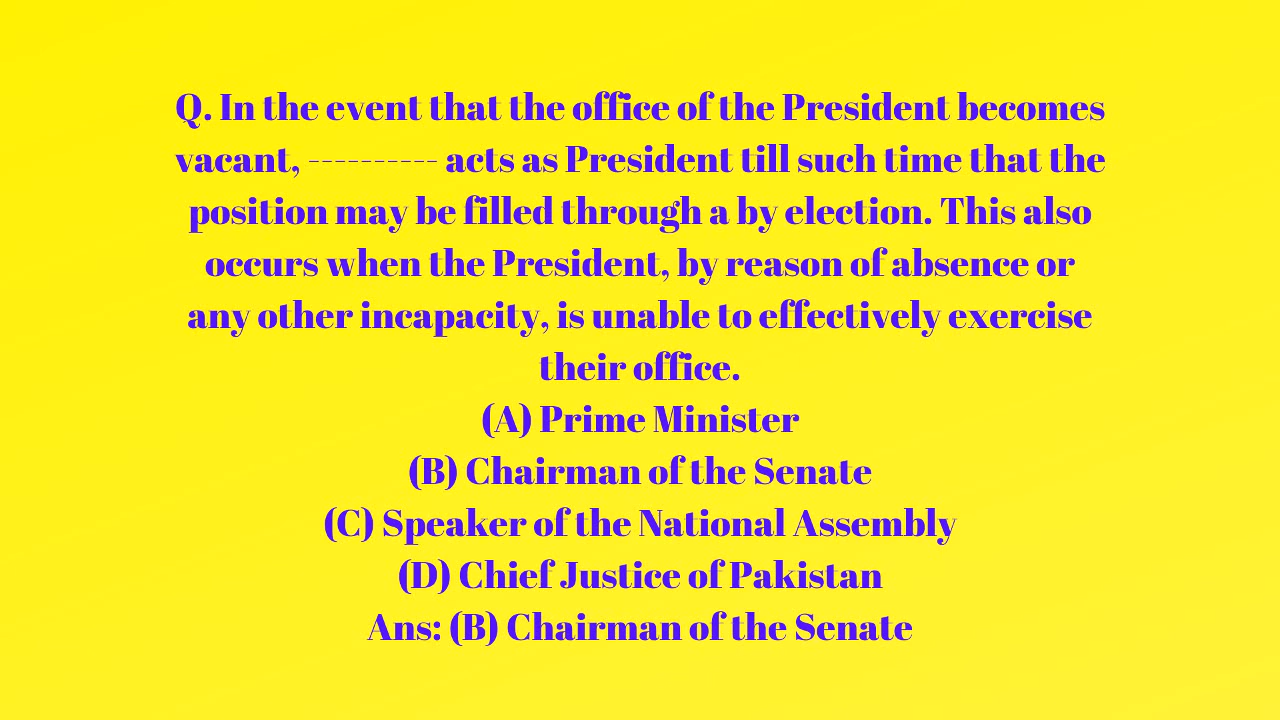 Q. In the event that the office of the President becomes
vacant, ---------- acts as President till such time that the
position may be filled through a by election. This also
occurs when the President, by reason of absence or
any other incapacity, is unable to effectively exercise
their office.
(A) Prime Minister
(B) Chairman of the Senate
(C) Speaker of the National Assembly
(D) Chief Justice of Pakistan
Ans: (B) Chairman of the Senate